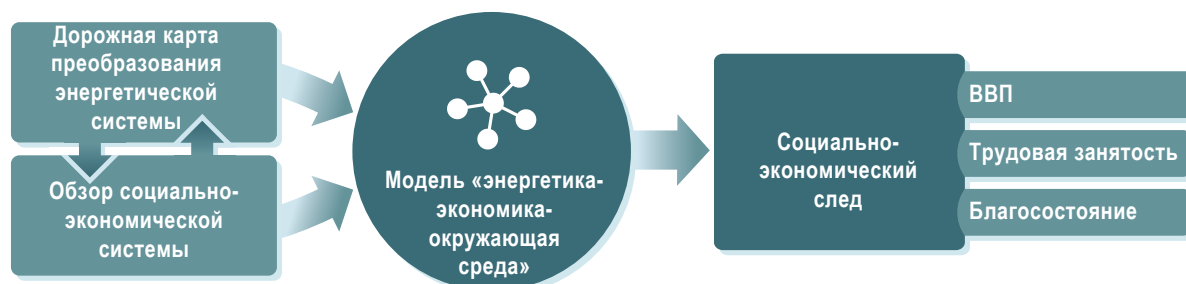 Дорожная карта
преобразования
энергетической
системы
Обзор социально-
экономической
системы
Модель «энергетика-
экономика-
окружающая
среда»
Социально-
экономический
след
ВВП
Трудовая занятость
Благосостояние